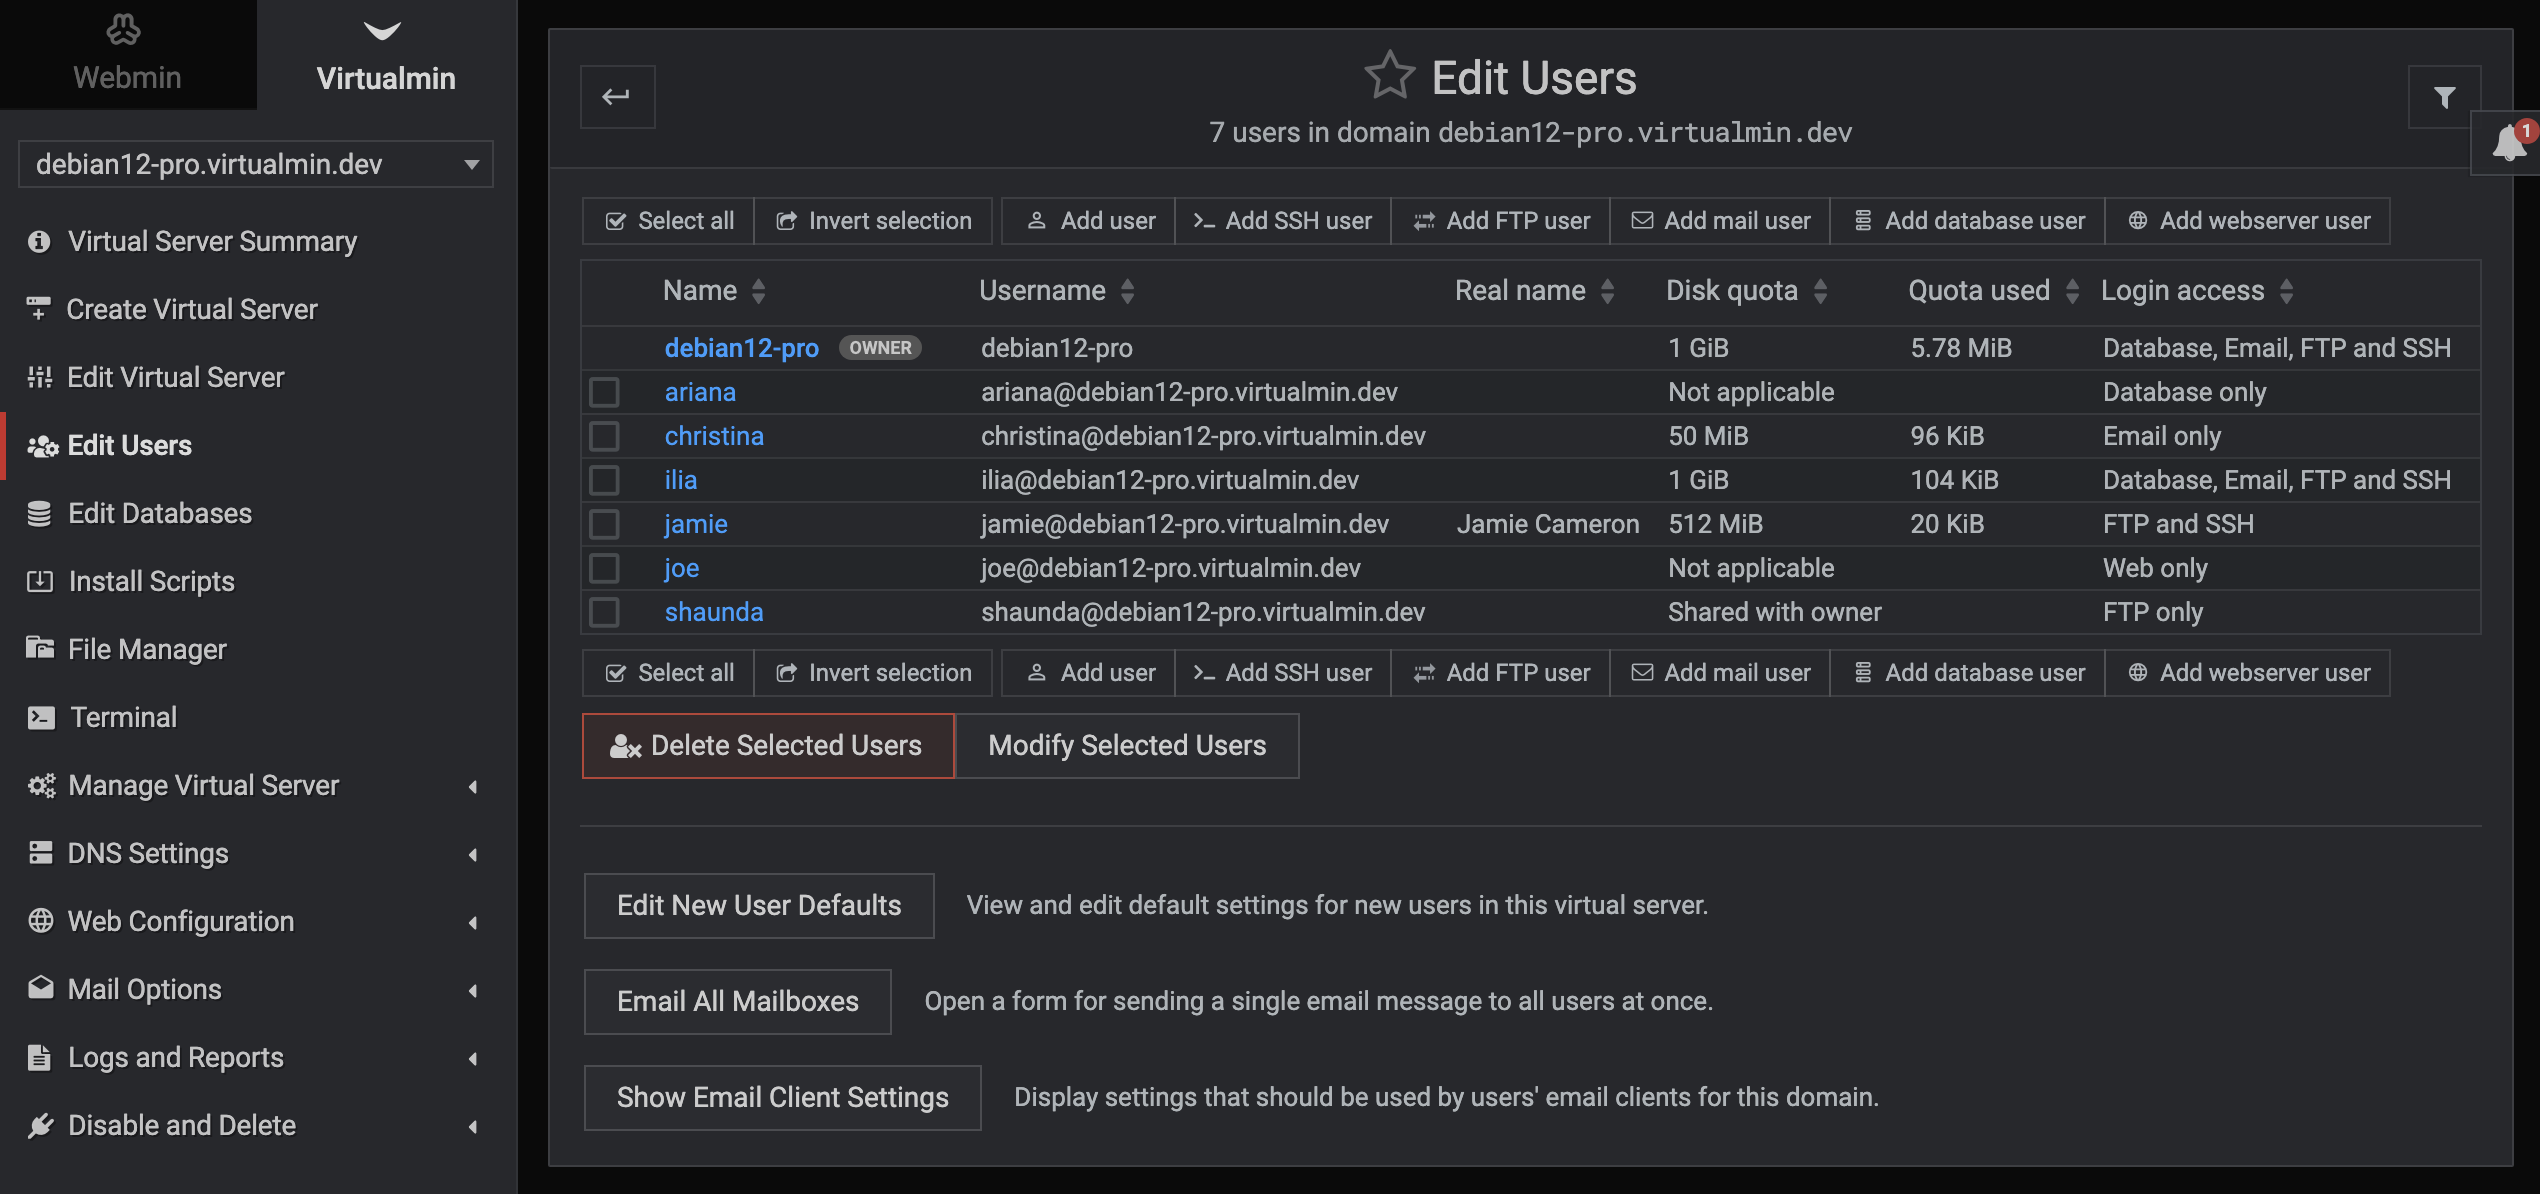 Webmin
Virtualmin
debian12-pro.virtualmin.dev
Virtual Server Summary
Create Virtual Server
Edit Virtual Server
Edit Users
Edit Databases
Install Scripts
File Manager
Terminal
Manage Virtual Server
DNS Settings
Web Configuration
Mail Options
Logs and Reports
Disable and Delete
Edit Users
7 users in domain debian12-pro.virtualmin.dev
1
Select all Invert selection Add user Add SSH user Add FTP user Add mail user Add database user Add webserver user
Name Username Real name Disk quota Quota used Login access
debian12-pro OWNER debian12-pro 1 GiB 5.78 MiB Database, Email, FTP and SSH
ariana ariana@debian12-pro.virtualmin.dev Not applicable Database only
christina christina@debian12-pro.virtualmin.dev 50 MiB 96 KiB Email only
ilia ilia@debian12-pro.virtualmin.dev 1 GiB 104 KiB Database, Email, FTP and SSH
jamie jamie@debian12-pro.virtualmin.dev Jamie Cameron 512 MiB 20 KiB FTP and SSH
joe joe@debian12-pro.virtualmin.dev Not applicable Web only
shaunda shaunda@debian12-pro.virtualmin.dev Shared with owner FTP only
Select all Invert selection Add user Add SSH user Add FTP user Add mail user Add database user Add webserver user
Delete Selected Users Modify Selected Users
Edit New User Defaults View and edit default settings for new users in this virtual server.
Email All Mailboxes Open a form for sending a single email message to all users at once.
Show Email Client Settings Display settings that should be used by users' email clients for this domain.